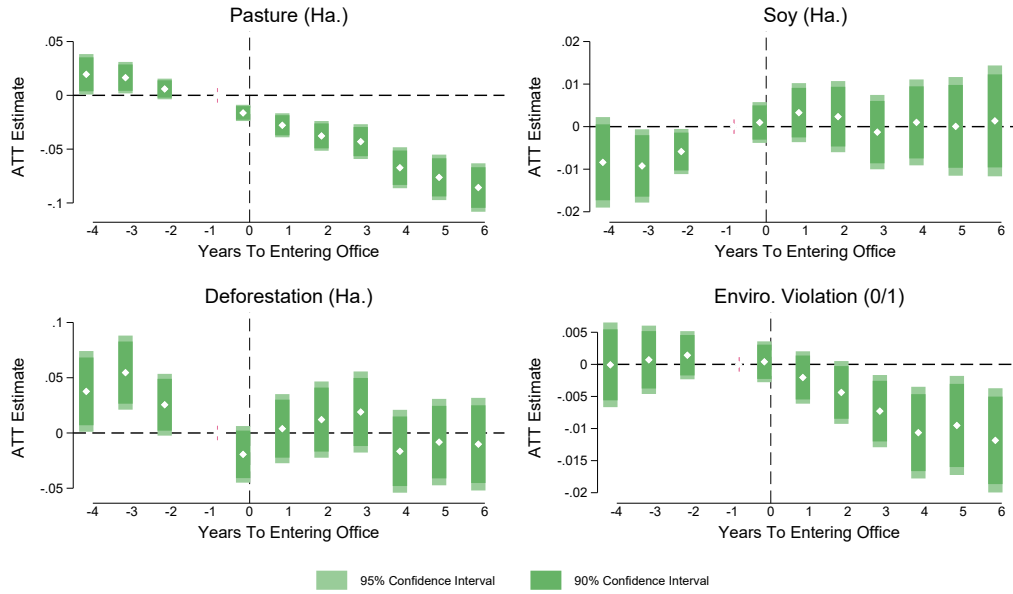 Pasture (Ha.)
ATT Estimate
.05
0
-.05
-.1
-4 -3 -2 -1 0 1 2 3 4 5 6
Years To Entering Office
Soy (Ha.)
ATT Estimate
.02
.01
0
-.01
-.02
-4 -3 -2 -1 0 1 2 3 4 5 6
Years To Entering Office
Deforestation (Ha.)
ATT Estimate
.1
.05
0
-.05
-4 -3 -2 -1 0 1 2 3 4 5 6
Years To Entering Office
Enviro. Violation (0/1)
ATT Estimate
.005
0
-.005
-.01
-.015
-.02
-4 -3 -2 -1 0 1 2 3 4 5 6
Years To Entering Office
95% Confidence Interval
90% Confidence Interval